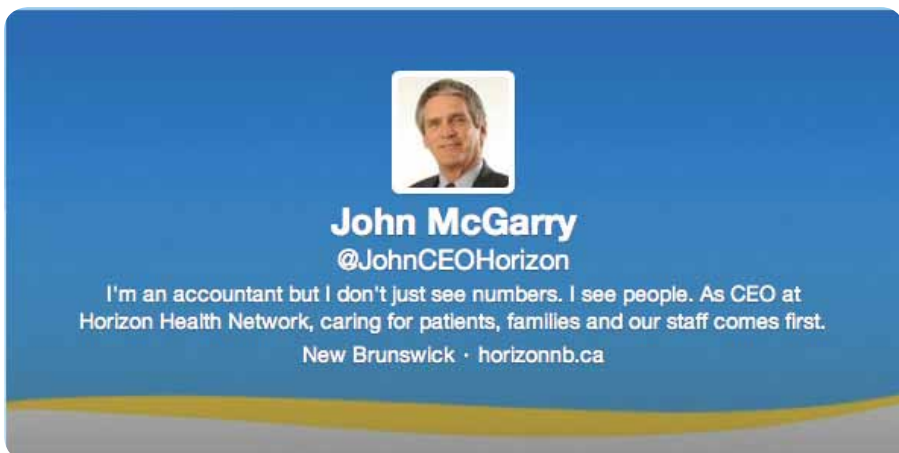 John McGarry
@JohnCEOHorizon
I'm an accountant but I don't just see numbers. I see people. As CEO at
Horizon Health Network, caring for patients, families and our staff comes first.
New Brunswick · horizonnb.ca